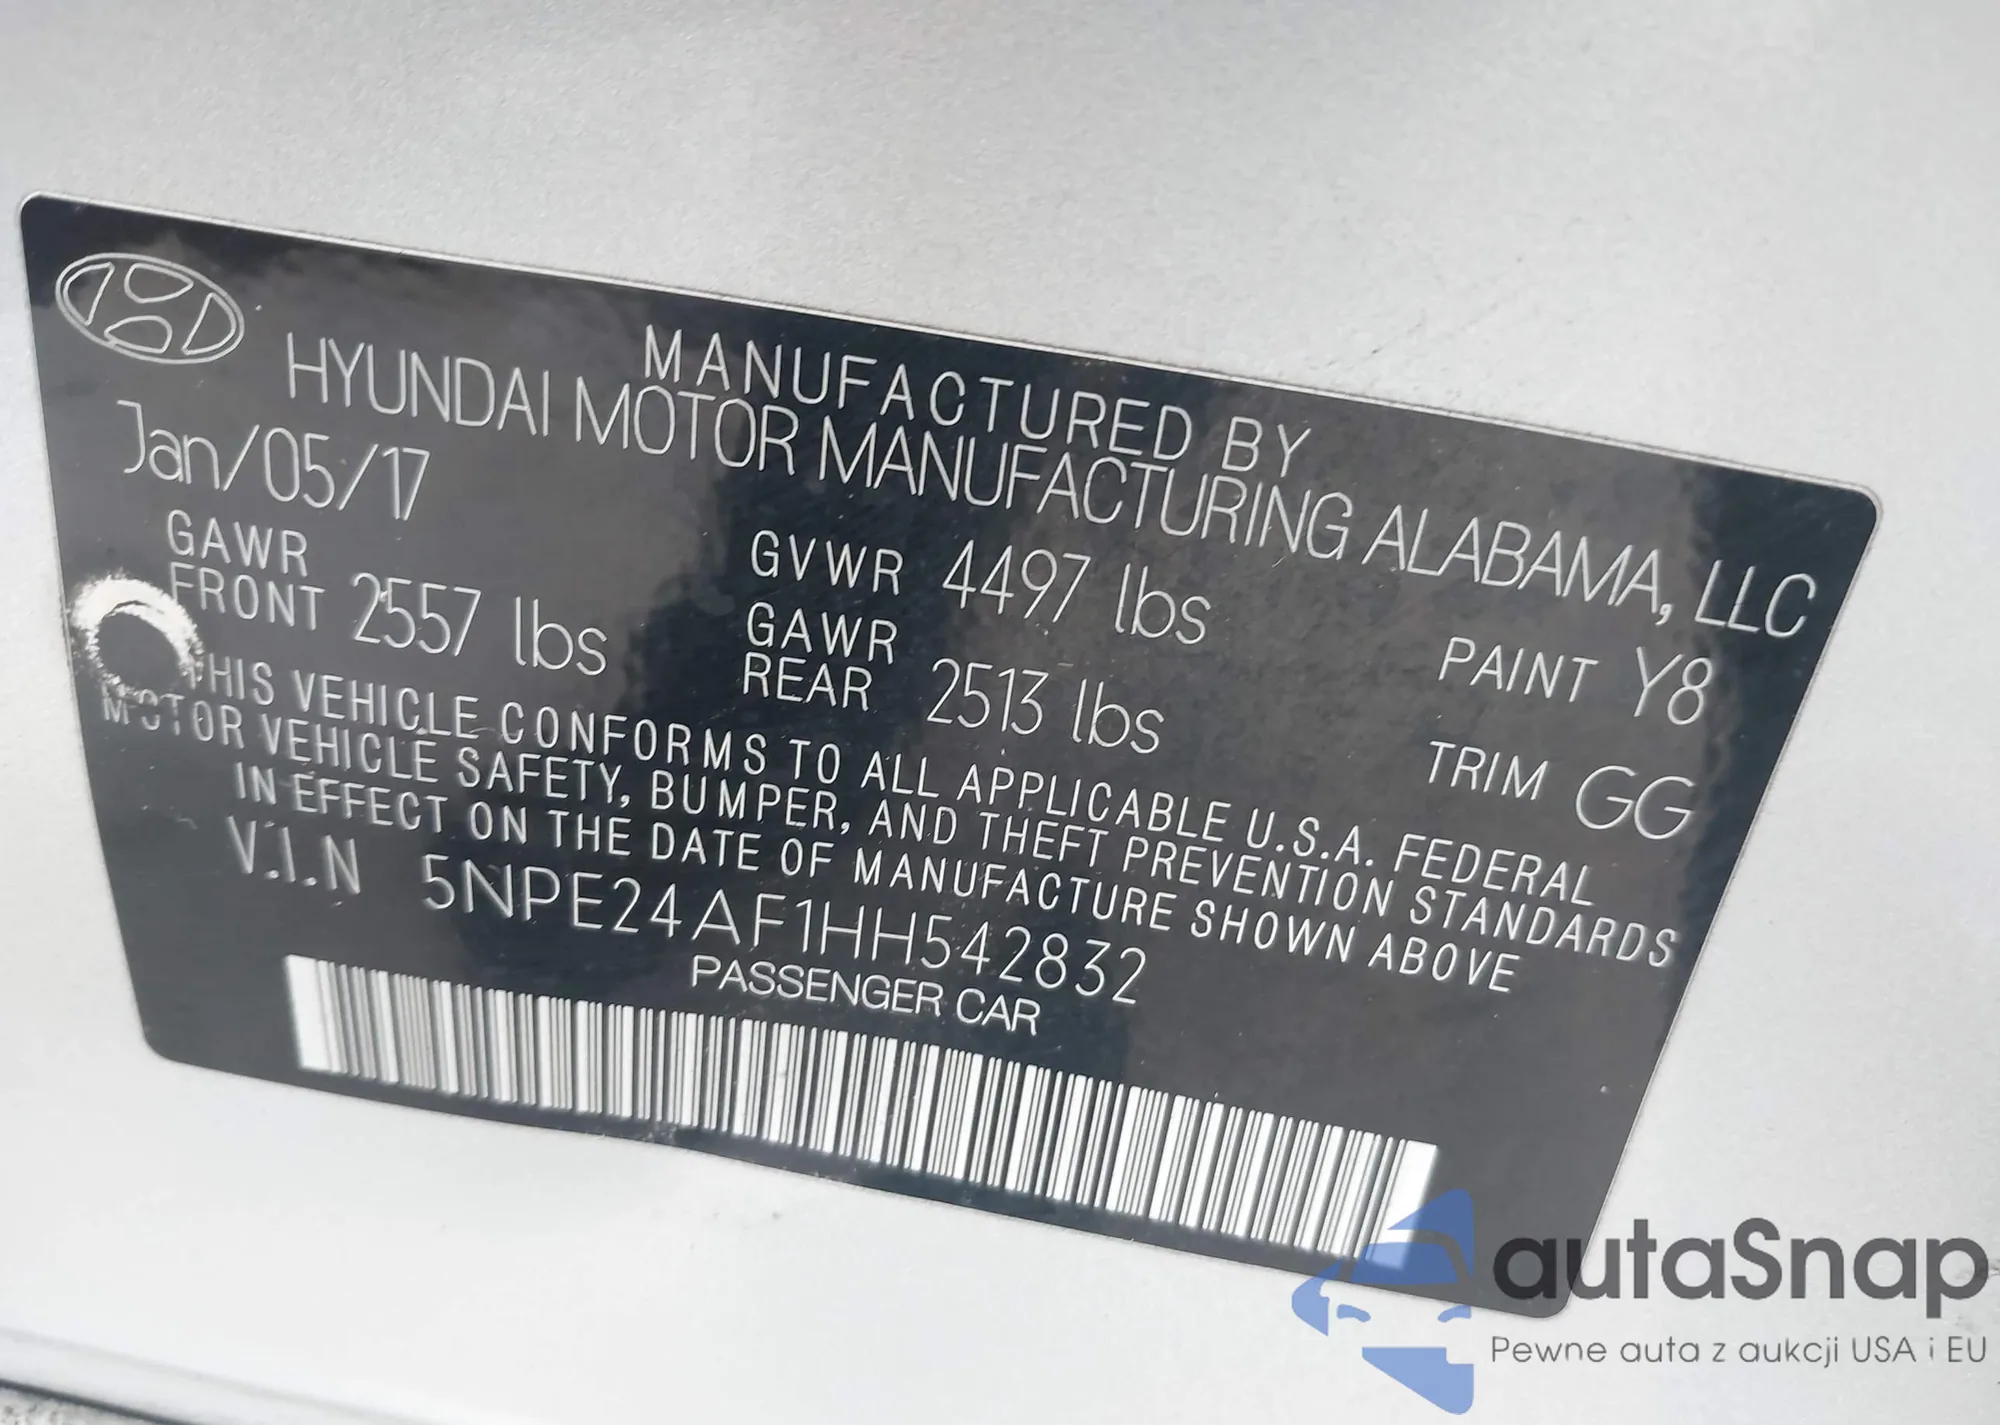 MANUFACTURED BY
HYUNDAI MOTOR MANUFACTURING ALABAMA, LLC
Jan/05/17
GAWR
FRONT 2557 lbs
GVWR 4497 lbs
GAWR
REAR 2513 lbs
PAINT Y8
TRIM GG
THIS VEHICLE CONFORMS TO ALL APPLICABLE U.S.A. FEDERAL
MOTOR VEHICLE SAFETY, BUMPER, AND THEFT PREVENTION STANDARDS
IN EFFECT ON THE DATE OF MANUFACTURE SHOWN ABOVE
V.I.N 5NPE24AF1HH542832
PASSENGER CAR
autaSnap
Pewne auta z aukcji USA i EU